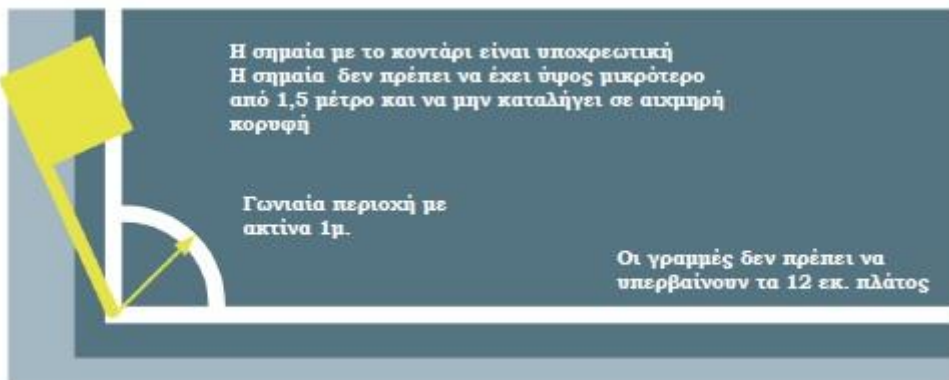 Η σημαία με το κοντάρι είναι υποχρεωτική
Η σημαία δεν πρέπει να έχει ύψος μικρότερο
από 1,5 μέτρο και να μην καταλήγει σε αιχμηρή
κορυφή
Γωνιαία περιοχή με
ακτίνα 1μ.
Οι γραμμές δεν πρέπει να
υπερβαίνουν τα 12 εκ. πλάτος